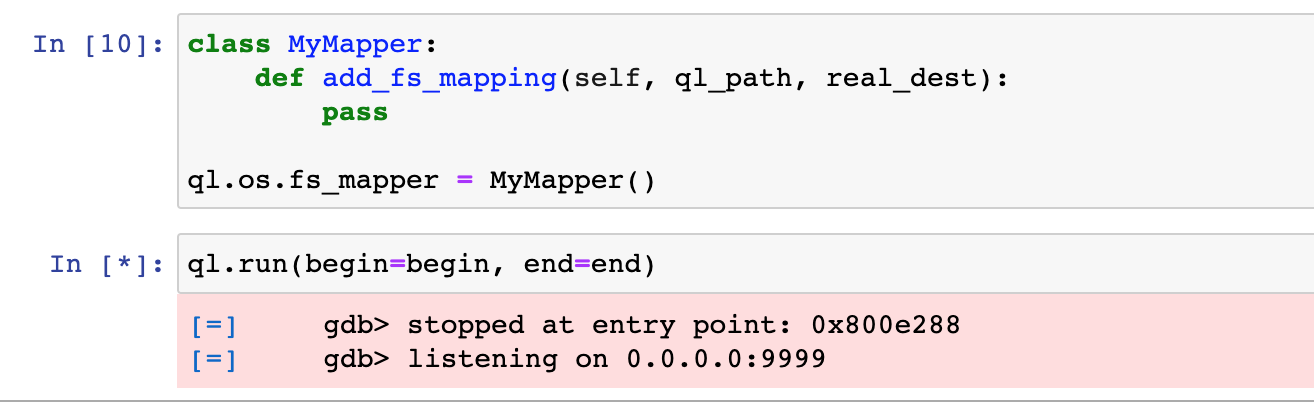 In [10]: class MyMapper:
    def add_fs_mapping(self, ql_path, real_dest):
        pass
ql.os.fs_mapper = MyMapper()
In [*]: ql.run(begin=begin, end=end)
[=]     gdb> stopped at entry point: 0x800e288
[=]     gdb> listening on 0.0.0.0:9999